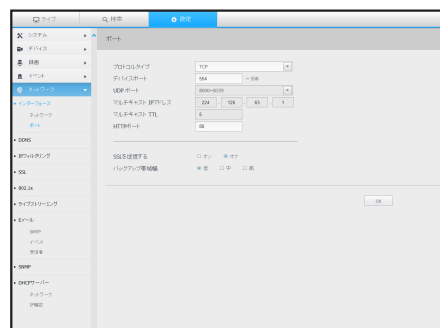 ライブ
検索
設定
システム
デバイス
録画
イベント
ネットワーク
インターフェース
ネットワーク
ポート
DDNS
IPフィルタリング
SSL
802.1x
ライブストリーミング
Eメール
SMTP
イベント
受信者
SNMP
DHCPサーバー
ネットワーク
IP確認
ポート
プロトコルタイプ TCP
デバイスポート 554 ~ 558
UDPポート 8000~8159
マルチキャスト IPアドレス 224 . 126 . 63 . 1
マルチキャスト TTL 5
HTTPポート 80
SSLを送信する オン オフ
バックアップ帯域幅 低 中 高
OK